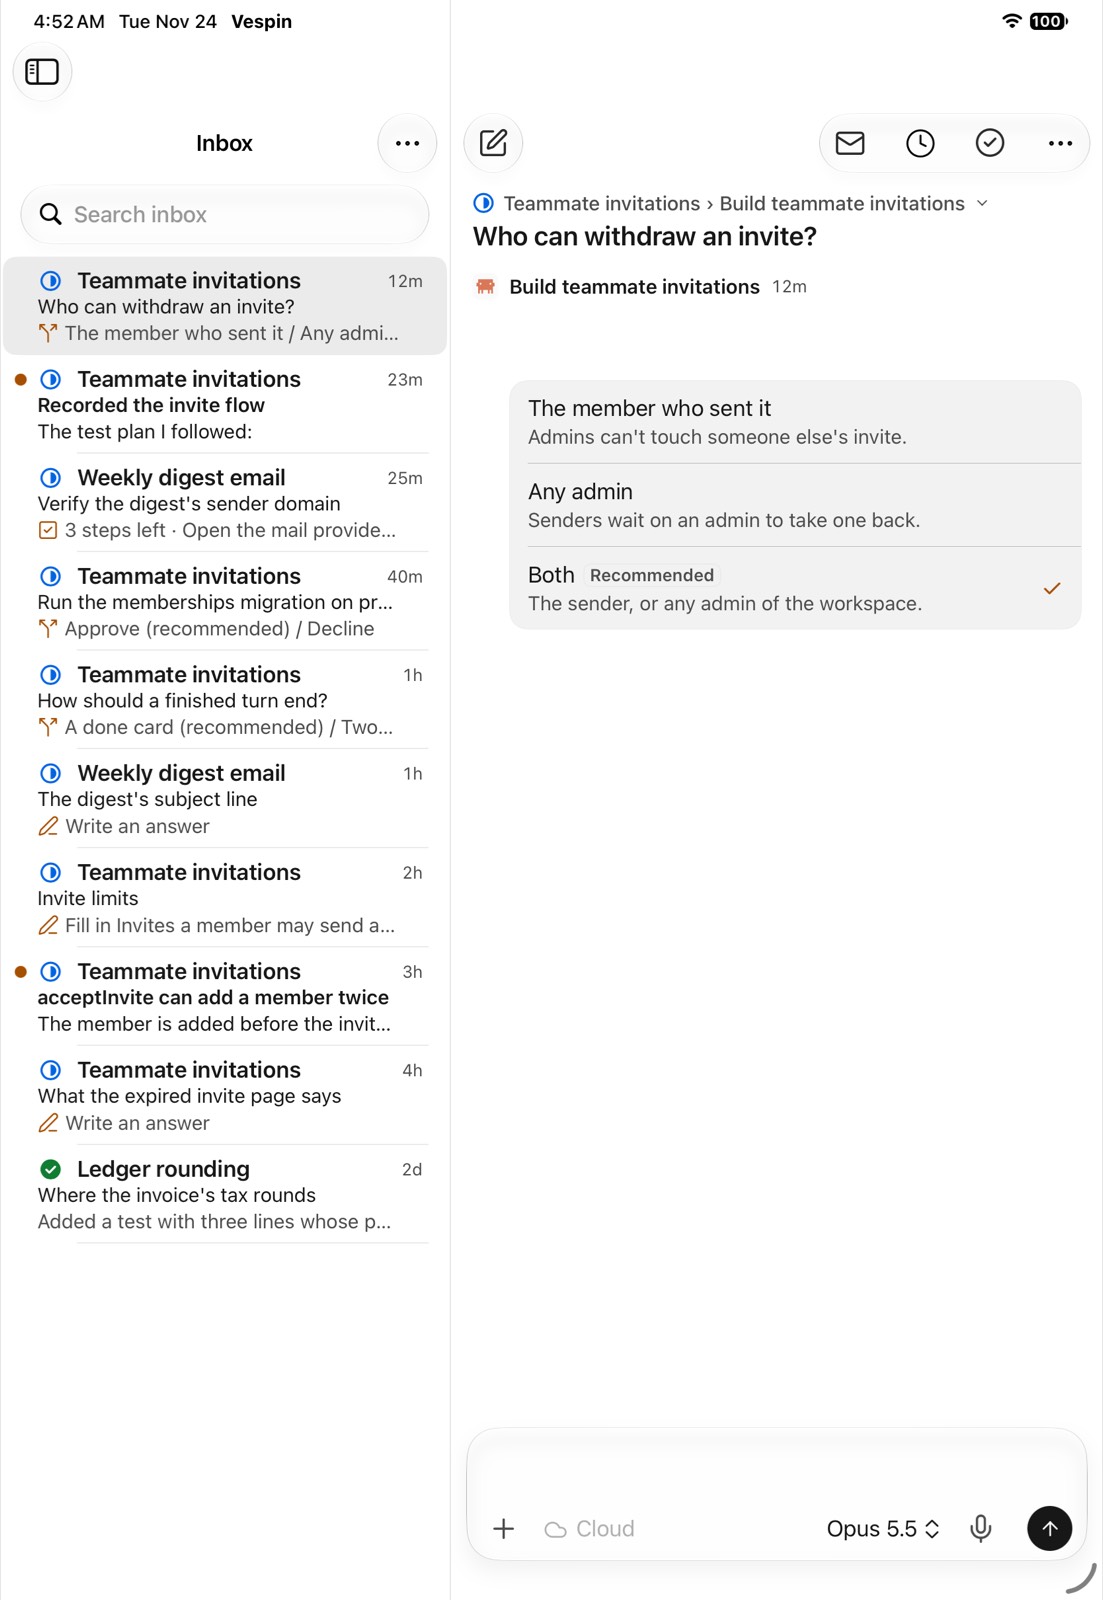 4:52 AM Tue Nov 24 Vespin
100
Inbox
Search inbox
Teammate invitations 12m
Who can withdraw an invite?
The member who sent it / Any admi...
Teammate invitations 23m
Recorded the invite flow
The test plan I followed:
Weekly digest email 25m
Verify the digest's sender domain
3 steps left · Open the mail provide...
Teammate invitations 40m
Run the memberships migration on pr...
Approve (recommended) / Decline
Teammate invitations 1h
How should a finished turn end?
A done card (recommended) / Two...
Weekly digest email 1h
The digest's subject line
Write an answer
Teammate invitations 2h
Invite limits
Fill in Invites a member may send a...
Teammate invitations 3h
acceptInvite can add a member twice
The member is added before the invit...
Teammate invitations 4h
What the expired invite page says
Write an answer
Ledger rounding 2d
Where the invoice's tax rounds
Added a test with three lines whose p...
Teammate invitations › Build teammate invitations
Who can withdraw an invite?
Build teammate invitations 12m
The member who sent it
Admins can't touch someone else's invite.
Any admin
Senders wait on an admin to take one back.
Both Recommended
The sender, or any admin of the workspace.
Cloud Opus 5.5